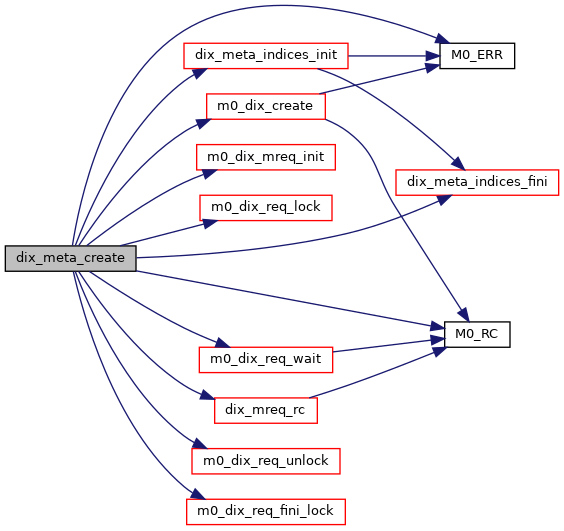 M0_ERR
dix_meta_indices_init
m0_dix_create
m0_dix_mreq_init
dix_meta_indices_fini
m0_dix_req_lock
dix_meta_create
M0_RC
m0_dix_req_wait
dix_mreq_rc
m0_dix_req_unlock
m0_dix_req_fini_lock